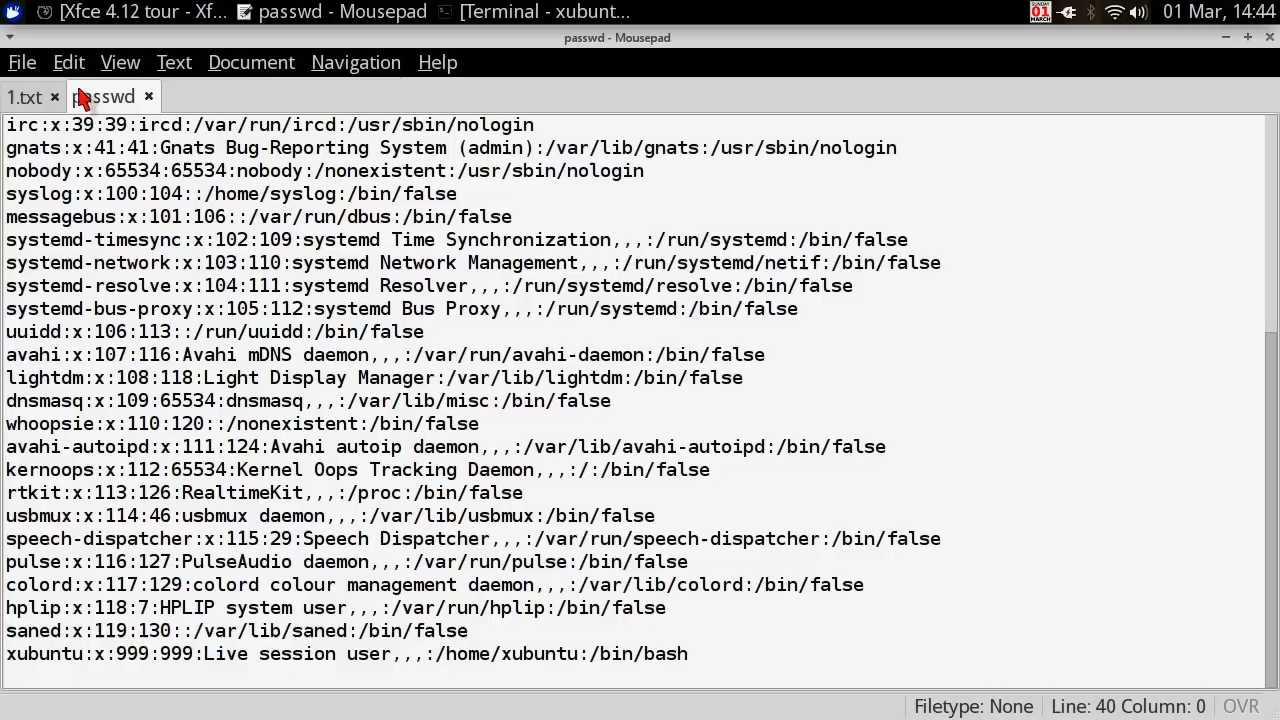 [Xfce 4.12 tour - Xf... passwd - Mousepad [Terminal - xubunt... SUNDAY 01 MARCH 01 Mar, 14:44
passwd - Mousepad
File Edit View Text Document Navigation Help
1.txt passwd
irc:x:39:39:ircd:/var/run/ircd:/usr/sbin/nologin
gnats:x:41:41:Gnats Bug-Reporting System (admin):/var/lib/gnats:/usr/sbin/nologin
nobody:x:65534:65534:nobody:/nonexistent:/usr/sbin/nologin
syslog:x:100:104::/home/syslog:/bin/false
messagebus:x:101:106::/var/run/dbus:/bin/false
systemd-timesync:x:102:109:systemd Time Synchronization,,,:/run/systemd:/bin/false
systemd-network:x:103:110:systemd Network Management,,,:/run/systemd/netif:/bin/false
systemd-resolve:x:104:111:systemd Resolver,,,:/run/systemd/resolve:/bin/false
systemd-bus-proxy:x:105:112:systemd Bus Proxy,,,:/run/systemd:/bin/false
uuidd:x:106:113::/run/uuidd:/bin/false
avahi:x:107:116:Avahi mDNS daemon,,,:/var/run/avahi-daemon:/bin/false
lightdm:x:108:118:Light Display Manager:/var/lib/lightdm:/bin/false
dnsmasq:x:109:65534:dnsmasq,,,:/var/lib/misc:/bin/false
whoopsie:x:110:120::/nonexistent:/bin/false
avahi-autoipd:x:111:124:Avahi autoip daemon,,,:/var/lib/avahi-autoipd:/bin/false
kernoops:x:112:65534:Kernel Oops Tracking Daemon,,,:/:/bin/false
rtkit:x:113:126:RealtimeKit,,,:/proc:/bin/false
usbmux:x:114:46:usbmux daemon,,,:/var/lib/usbmux:/bin/false
speech-dispatcher:x:115:29:Speech Dispatcher,,,:/var/run/speech-dispatcher:/bin/false
pulse:x:116:127:PulseAudio daemon,,,:/var/run/pulse:/bin/false
colord:x:117:129:colord colour management daemon,,,:/var/lib/colord:/bin/false
hplip:x:118:7:HPLIP system user,,,:/var/run/hplip:/bin/false
saned:x:119:130::/var/lib/saned:/bin/false
xubuntu:x:999:999:Live session user,,,:/home/xubuntu:/bin/bash
Filetype: None Line: 40 Column: 0 OVR